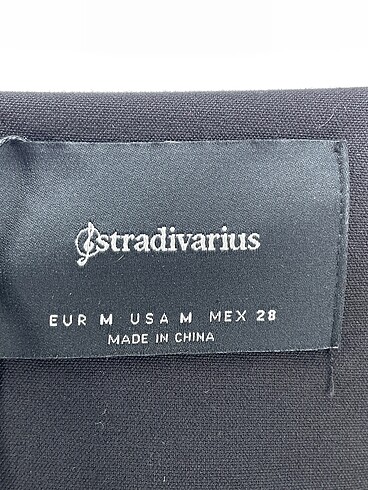 stradivarius
EUR M USA M MEX 28
MADE IN CHINA